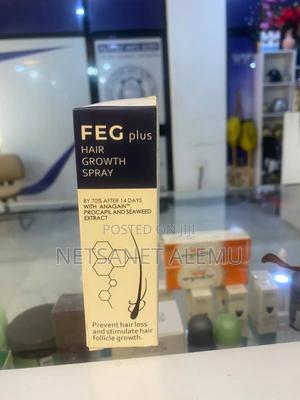 FEG plus
HAIR
GROWTH
SPRAY
BY 70% AFTER 14 DAYS
WITH ANAGAIN™,
PROCAPIL AND SEAWEED
EXTRACT
POSTED ON JIJI
NETSANET ALEMU
Prevent hair loss
and stimulate hair
follicle growth.